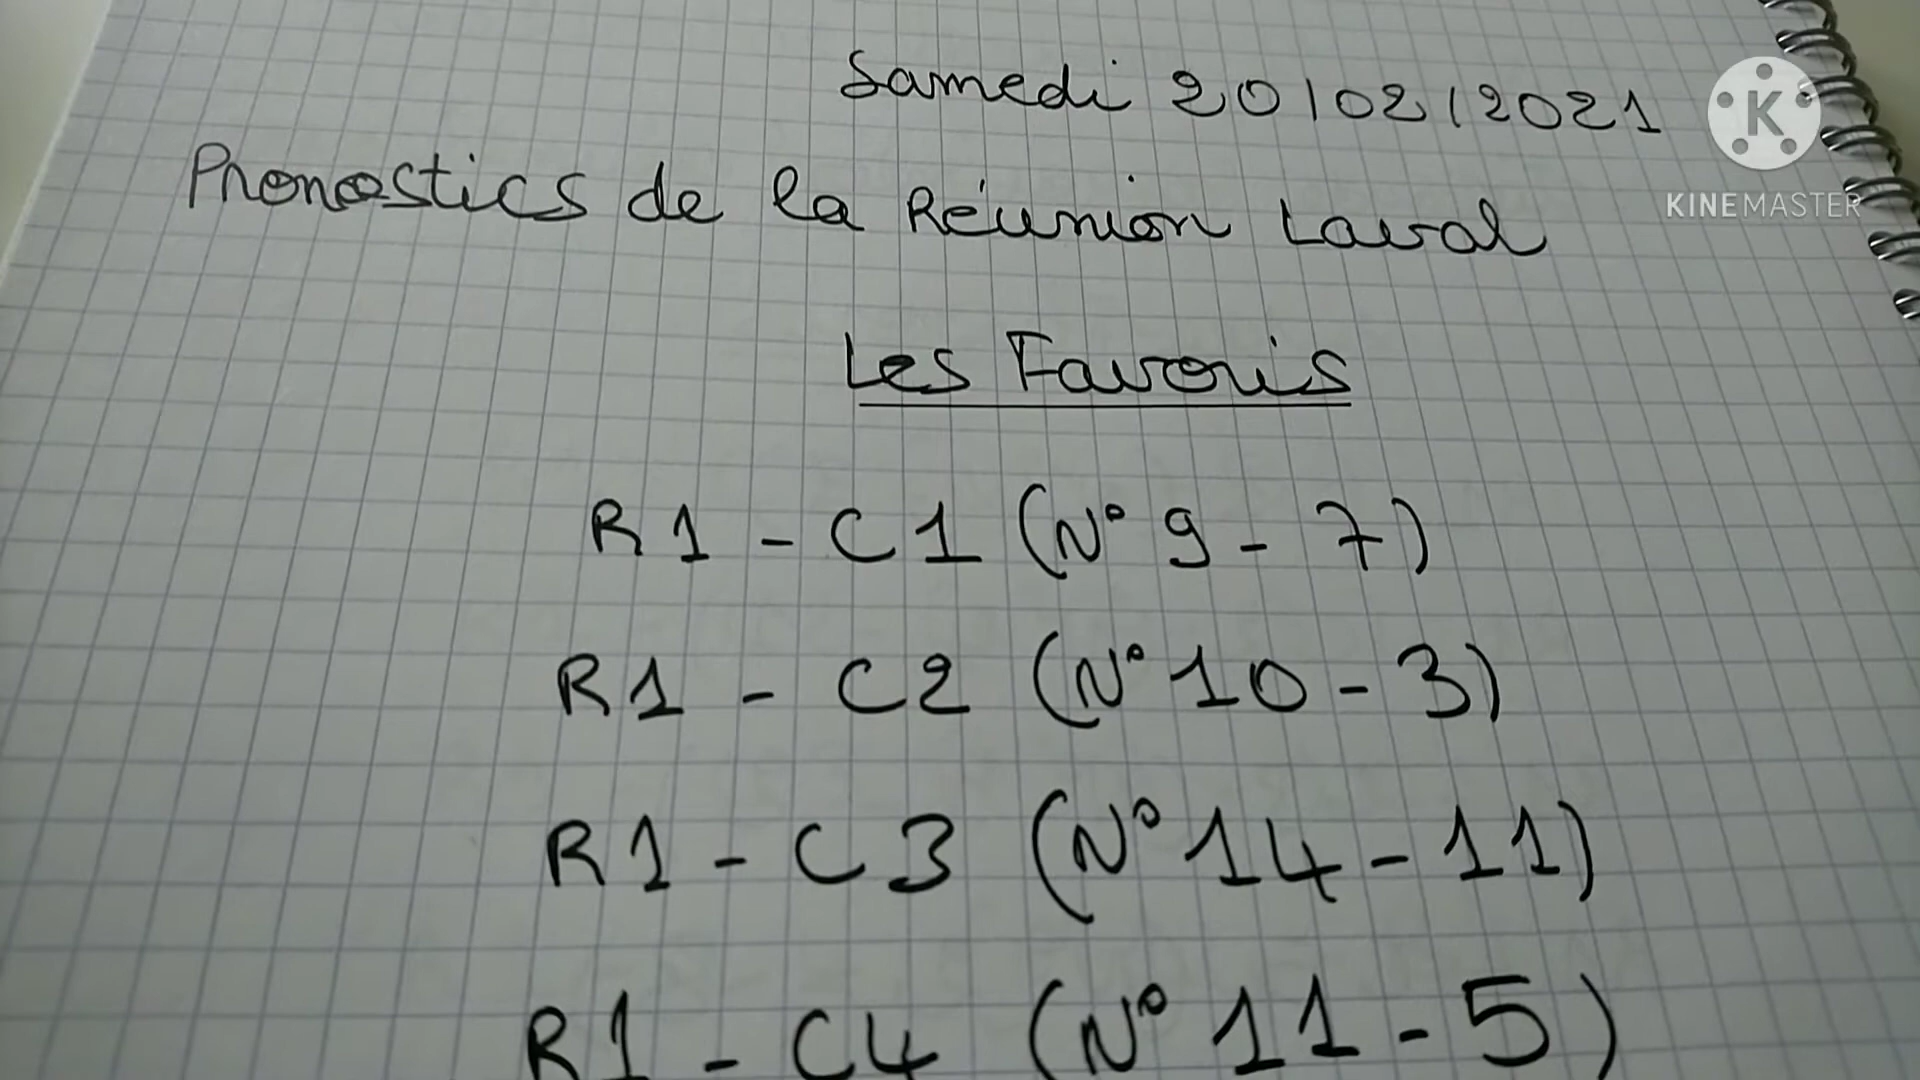 Samedi 20/02/2021
K
KINEMASTER
Pronostics de la Réunion Laval
Les Favoris
R1 - C1 (N° 9 - 7)
R1 - C2 (N° 10 - 3)
R1 - C3 (N° 14 - 11)
R1 - C4 (N° 11 - 5)